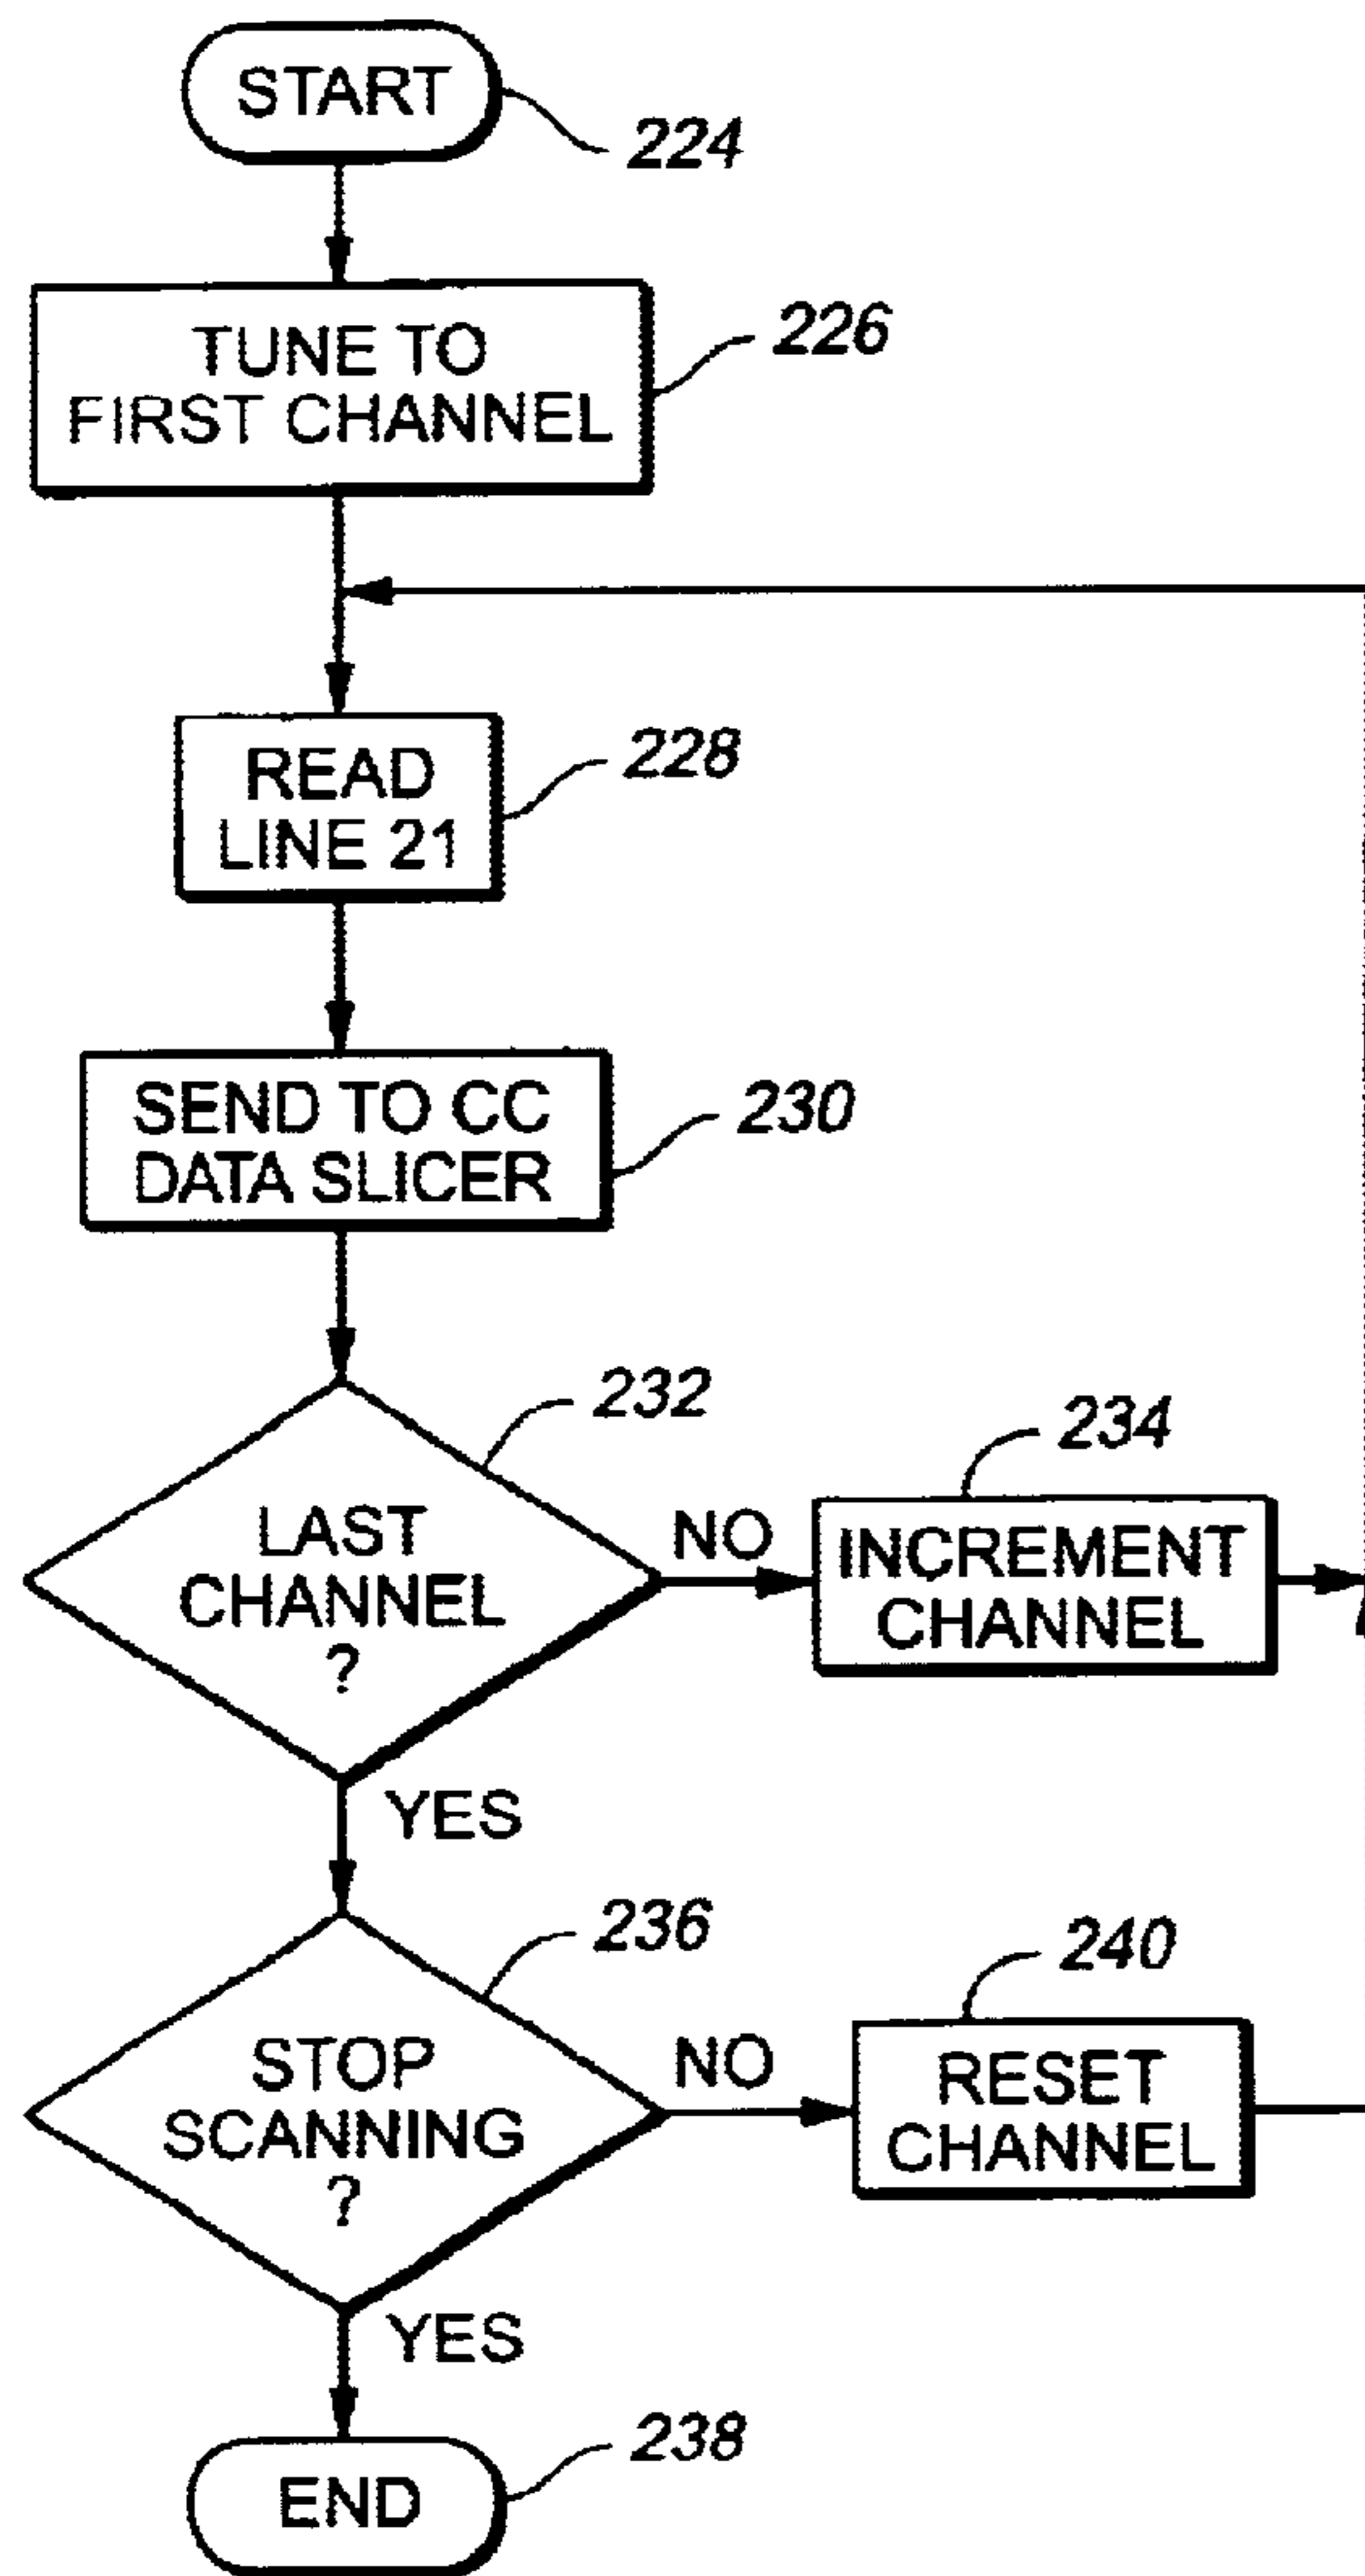 START
224
TUNE TO
FIRST CHANNEL
226
READ
LINE 21
228
SEND TO CC
DATA SLICER
230
LAST
CHANNEL
?
232
NO
INCREMENT
CHANNEL
234
YES
STOP
SCANNING
?
236
NO
RESET
CHANNEL
240
YES
END
238